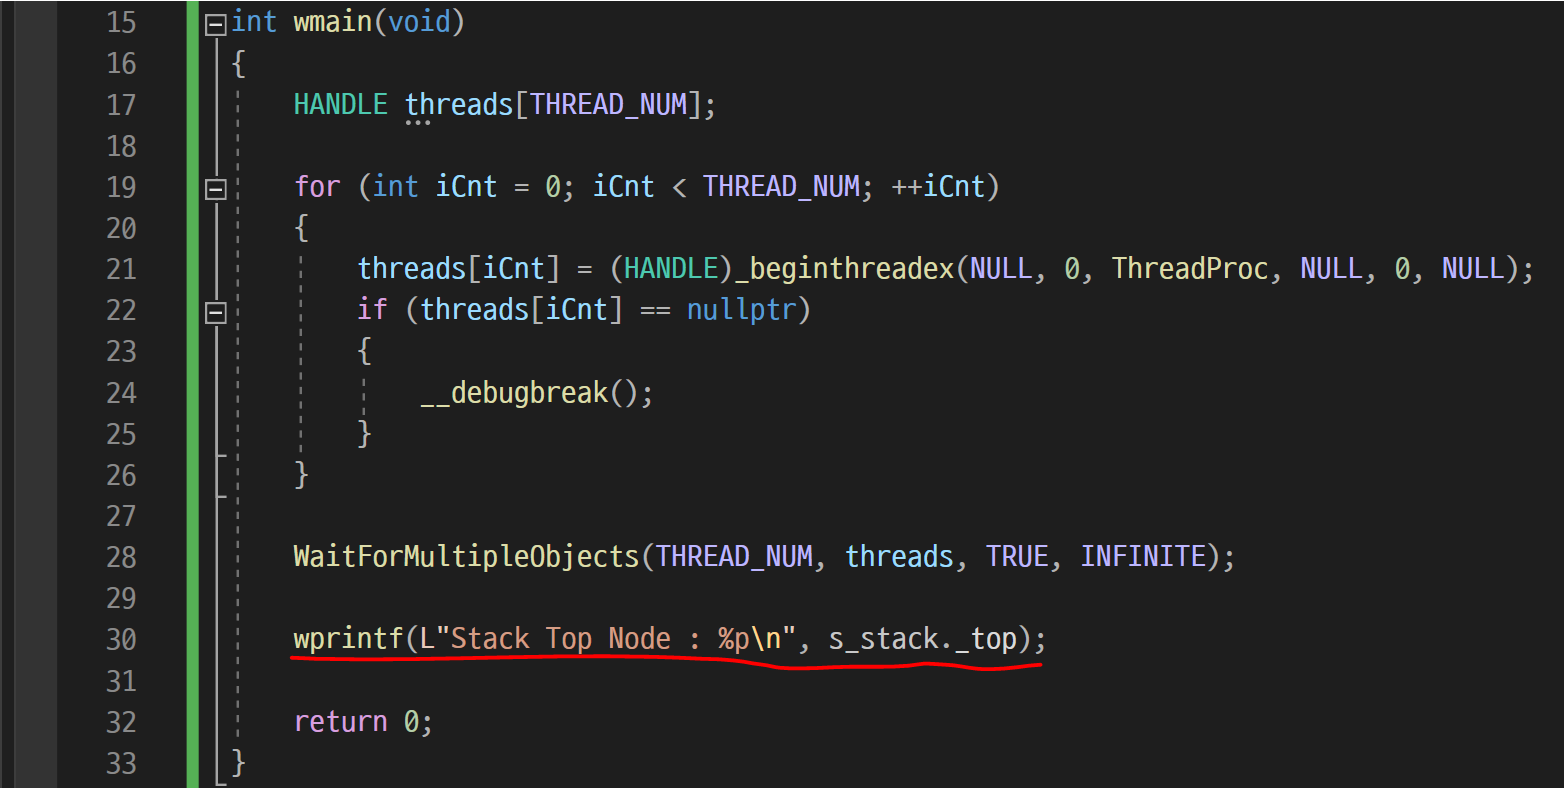 15 int wmain(void)
16 {
17 HANDLE threads[THREAD_NUM];
18
19 for (int iCnt = 0; iCnt < THREAD_NUM; ++iCnt)
20 {
21 threads[iCnt] = (HANDLE)_beginthreadex(NULL, 0, ThreadProc, NULL, 0, NULL);
22 if (threads[iCnt] == nullptr)
23 {
24 __debugbreak();
25 }
26 }
27
28 WaitForMultipleObjects(THREAD_NUM, threads, TRUE, INFINITE);
29
30 wprintf(L"Stack Top Node : %p\n", s_stack._top);
31
32 return 0;
33 }